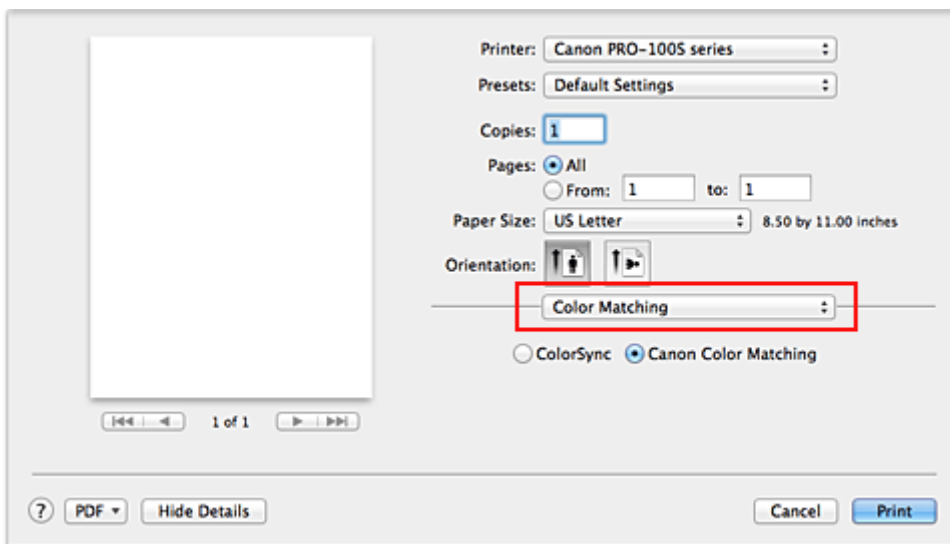 Printer: Canon PRO-100S series
Presets: Default Settings
Copies: 1
Pages: All
From: 1 to: 1
Paper Size: US Letter 8.50 by 11.00 inches
Orientation:
Color Matching
ColorSync Canon Color Matching
1 of 1
? PDF Hide Details Cancel Print